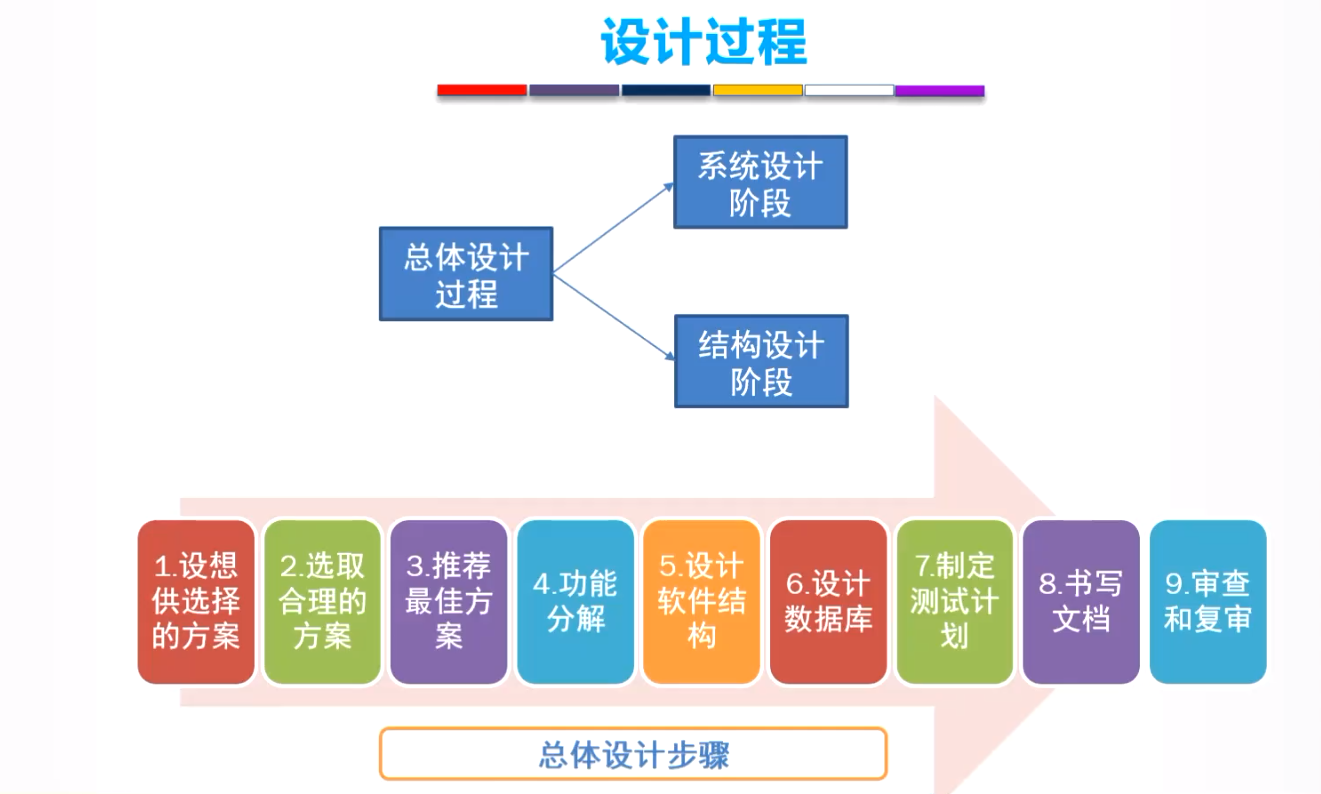 设计过程
系统设计
阶段
总体设计
过程
结构设计
阶段
1.设想
供选择
的方案
2.选取
合理的
方案
3.推荐
最佳方
案
4.功能
分解
5.设计
软件结
构
6.设计
数据库
7.制定
测试计
划
8.书写
文档
9.审查
和复审
总体设计步骤